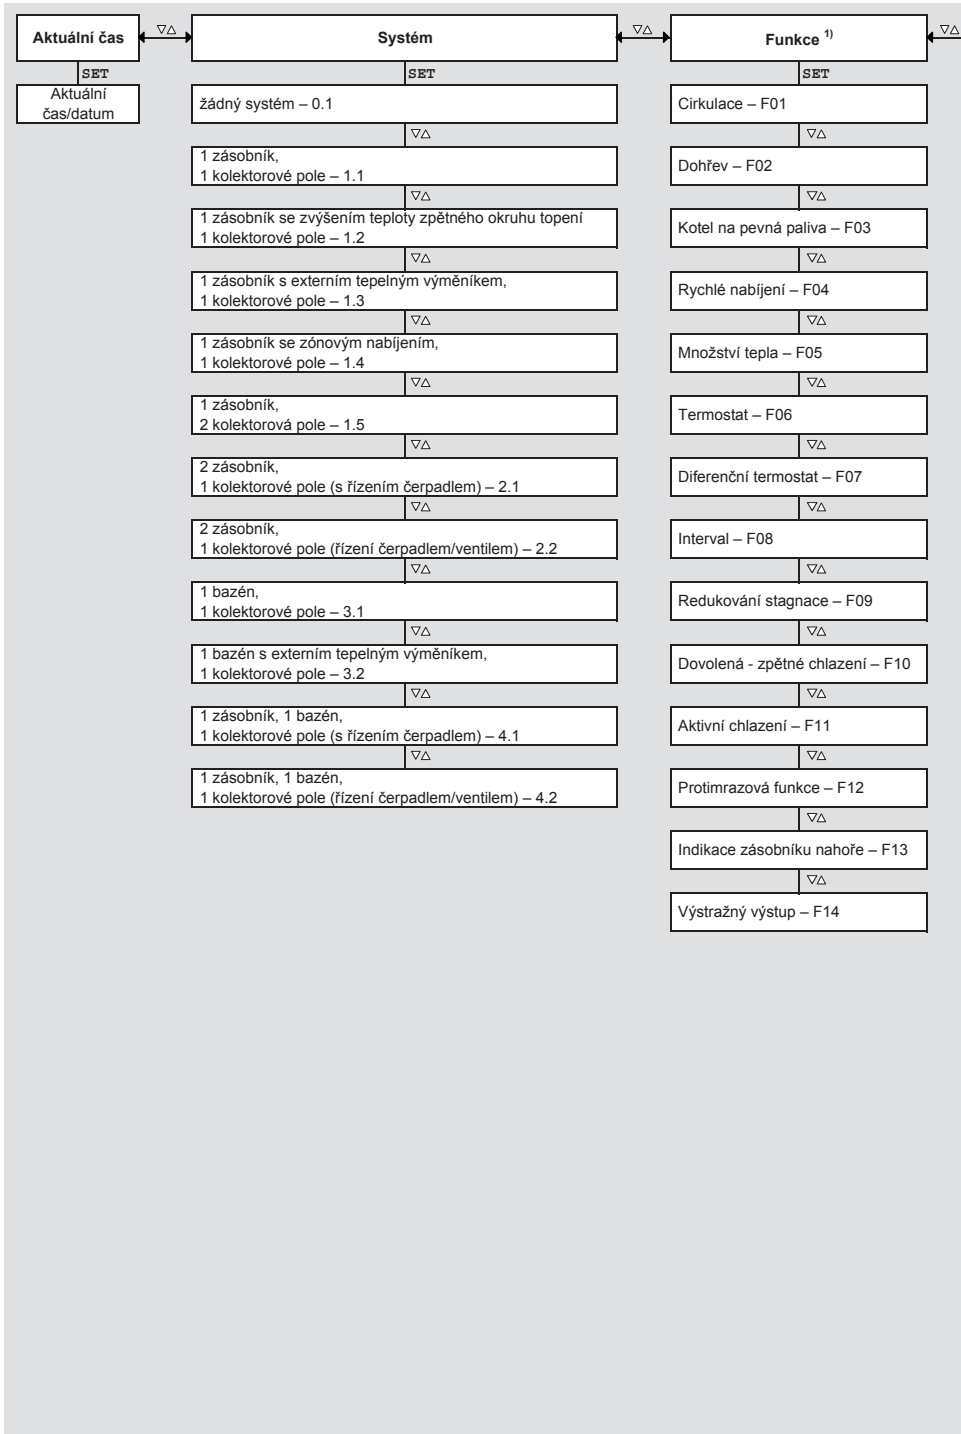 Aktuální čas
▽△
Systém
▽△
Funkce 1)
▽△
SET
SET
SET
Aktuální
čas/datum
žádný systém – 0.1
▽△
1 zásobník,
1 kolektorové pole – 1.1
▽△
1 zásobník se zvýšením teploty zpětného okruhu topení
1 kolektorové pole – 1.2
▽△
1 zásobník s externím tepelným výměníkem,
1 kolektorové pole – 1.3
▽△
1 zásobník se zónovým nabíjením,
1 kolektorové pole – 1.4
▽△
1 zásobník,
2 kolektorová pole – 1.5
▽△
2 zásobník,
1 kolektorové pole (s řízením čerpadlem) – 2.1
▽△
2 zásobník,
1 kolektorové pole (řízení čerpadlem/ventilem) – 2.2
▽△
1 bazén,
1 kolektorové pole – 3.1
▽△
1 bazén s externím tepelným výměníkem,
1 kolektorové pole – 3.2
▽△
1 zásobník, 1 bazén,
1 kolektorové pole (s řízením čerpadlem) – 4.1
▽△
1 zásobník, 1 bazén,
1 kolektorové pole (řízení čerpadlem/ventilem) – 4.2
Cirkulace – F01
▽△
Dohřev – F02
▽△
Kotel na pevná paliva – F03
▽△
Rychlé nabíjení – F04
▽△
Množství tepla – F05
▽△
Termostat – F06
▽△
Diferenční termostat – F07
▽△
Interval – F08
▽△
Redukování stagnace – F09
▽△
Dovolená - zpětné chlazení – F10
▽△
Aktivní chlazení – F11
▽△
Protimrazová funkce – F12
▽△
Indikace zásobníku nahoře – F13
▽△
Výstražný výstup – F14